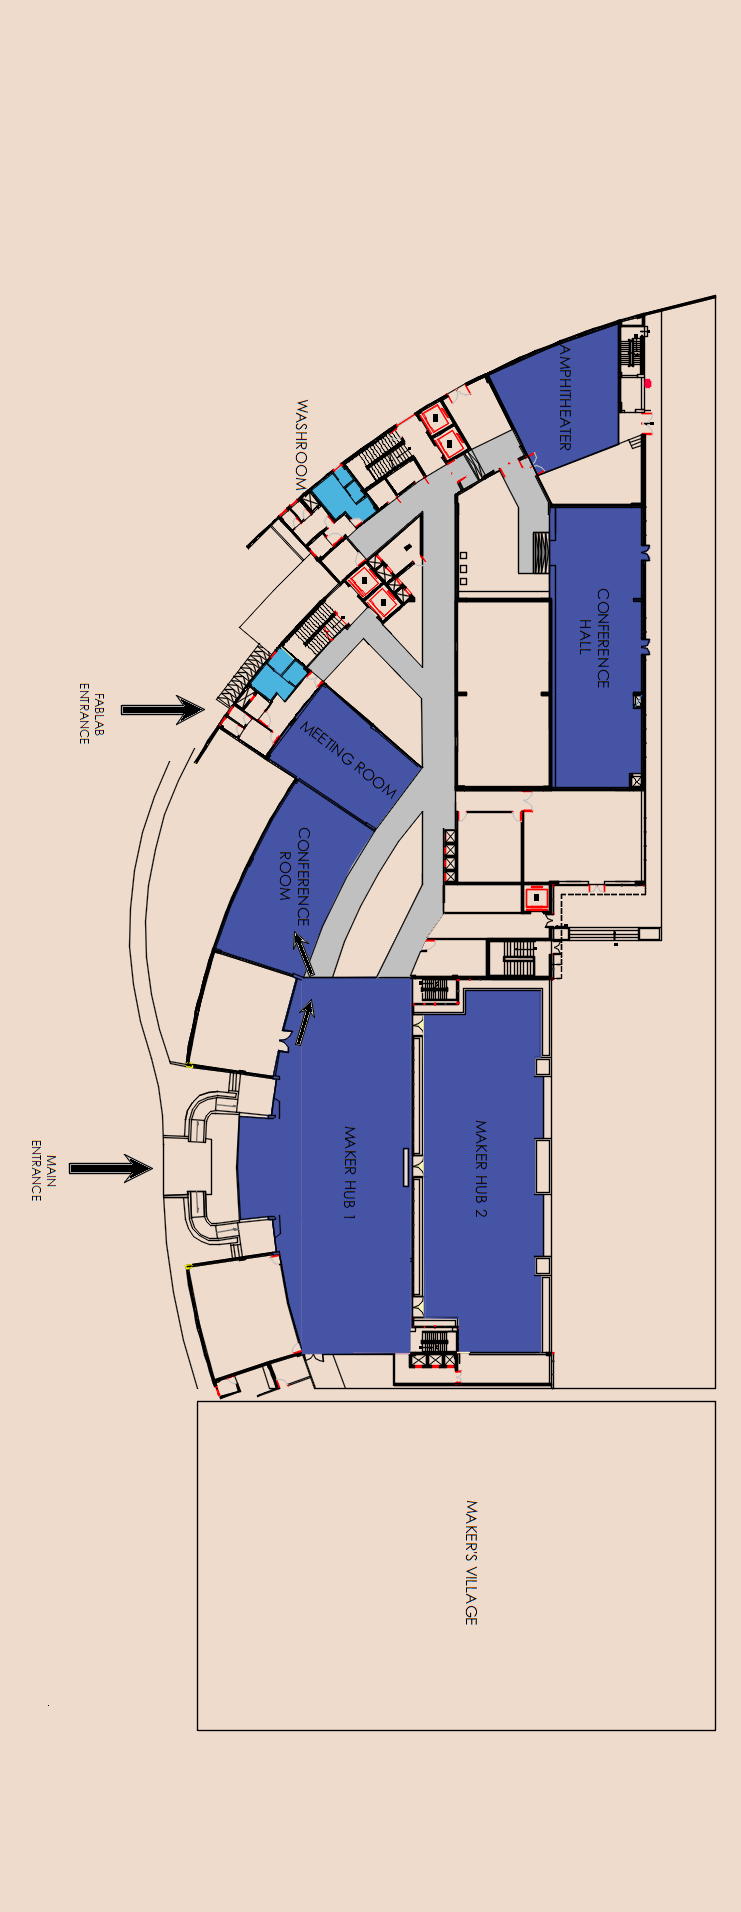 AMPHITHEATER
WASHROOM
CONFERENCE
HALL
FABLAB
ENTRANCE
MEETING ROOM
CONFERENCE
ROOM
MAIN
ENTRANCE
MAKER HUB 1
MAKER HUB 2
MAKER'S VILLAGE